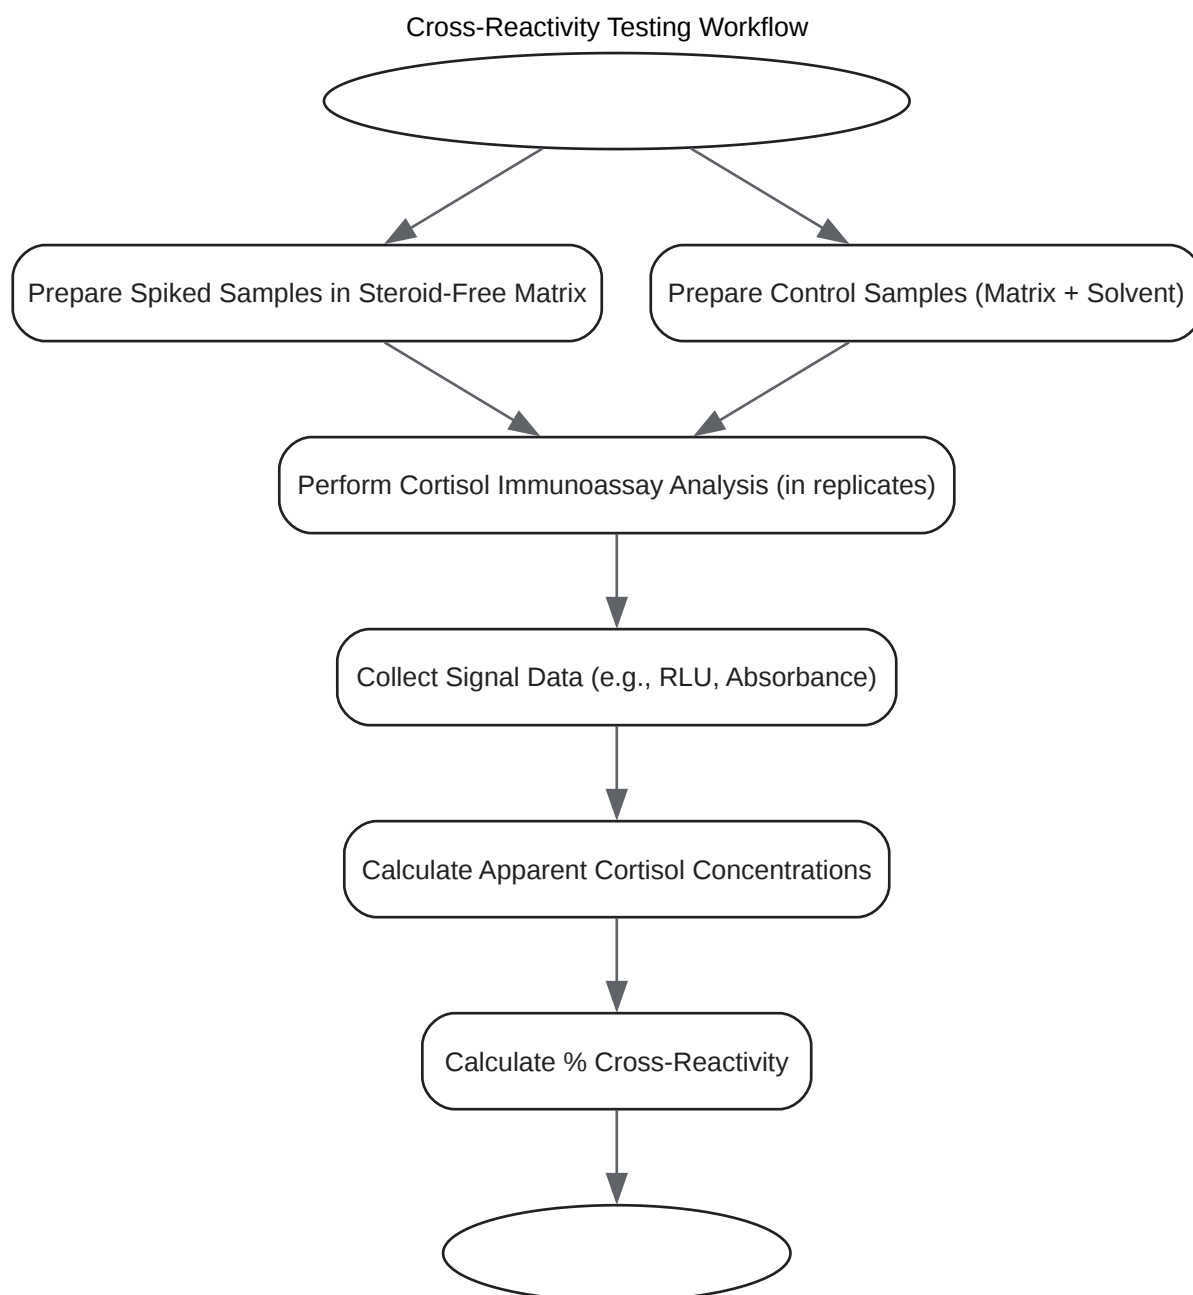 Cross-Reactivity Testing Workflow
Prepare Spiked Samples in Steroid-Free Matrix
Prepare Control Samples (Matrix + Solvent)
Perform Cortisol Immunoassay Analysis (in replicates)
Collect Signal Data (e.g., RLU, Absorbance)
Calculate Apparent Cortisol Concentrations
Calculate % Cross-Reactivity